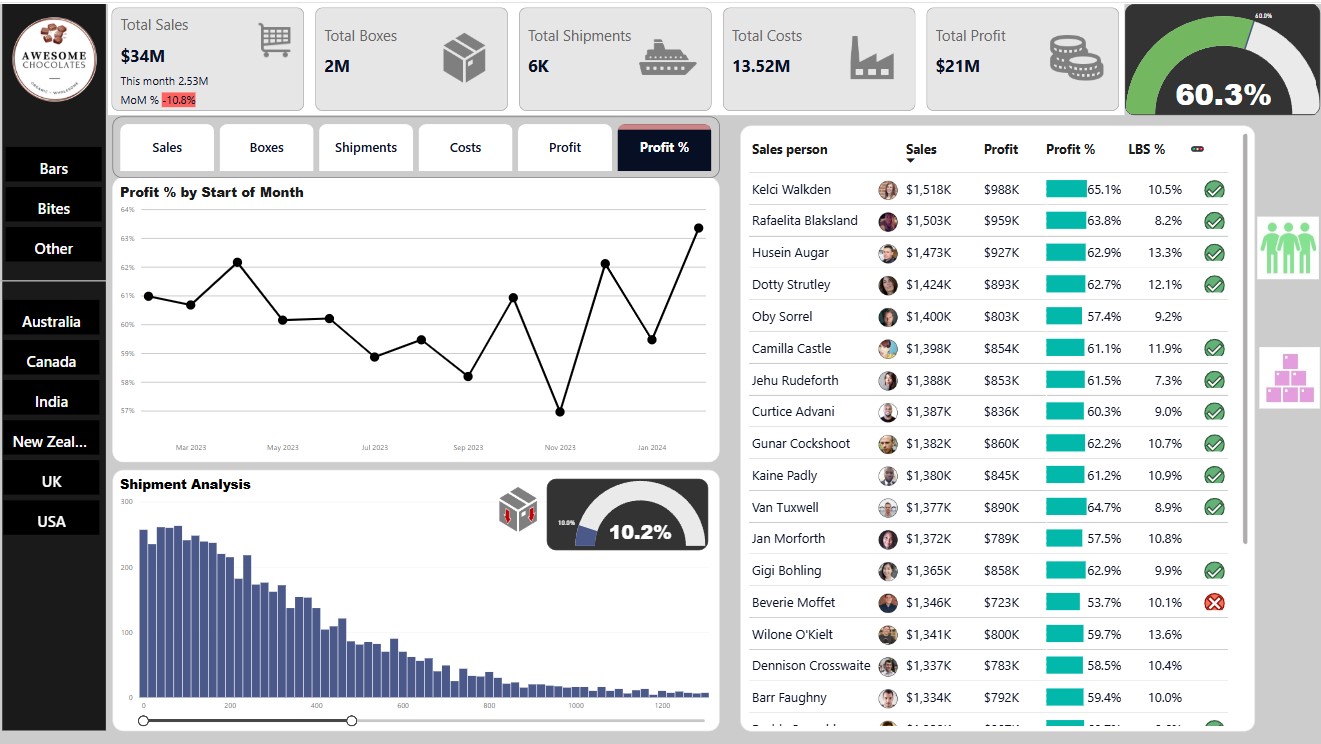 AWESOME
CHOCOLATES
Bars
Bites
Other
Australia
Canada
India
New Zeal...
UK
USA
Total Sales
$34M
This month 2.53M
MoM % -10.8%
Total Boxes
2M
Total Shipments
6K
Total Costs
13.52M
Total Profit
$21M
60.0%
60.3%
Sales Boxes Shipments Costs Profit Profit %
Profit % by Start of Month
64%
63%
62%
61%
60%
59%
58%
57%
Mar 2023 May 2023 Jul 2023 Sep 2023 Nov 2023 Jan 2024
Shipment Analysis
10.0%
10.2%
300
200
100
0
0 200 400 600 800 1000 1200
Sales person Sales Profit Profit % LBS %
Kelci Walkden $1,518K $988K 65.1% 10.5%
Rafaelita Blaksland $1,503K $959K 63.8% 8.2%
Husein Augar $1,473K $927K 62.9% 13.3%
Dotty Strutley $1,424K $893K 62.7% 12.1%
Oby Sorrel $1,400K $803K 57.4% 9.2%
Camilla Castle $1,398K $854K 61.1% 11.9%
Jehu Rudeforth $1,388K $853K 61.5% 7.3%
Curtice Advani $1,387K $836K 60.3% 9.0%
Gunar Cockshoot $1,382K $860K 62.2% 10.7%
Kaine Padly $1,380K $845K 61.2% 10.9%
Van Tuxwell $1,377K $890K 64.7% 8.9%
Jan Morforth $1,372K $789K 57.5% 10.8%
Gigi Bohling $1,365K $858K 62.9% 9.9%
Beverie Moffet $1,346K $723K 53.7% 10.1%
Wilone O'Kielt $1,341K $800K 59.7% 13.6%
Dennison Crosswaite $1,337K $783K 58.5% 10.4%
Barr Faughny $1,334K $792K 59.4% 10.0%